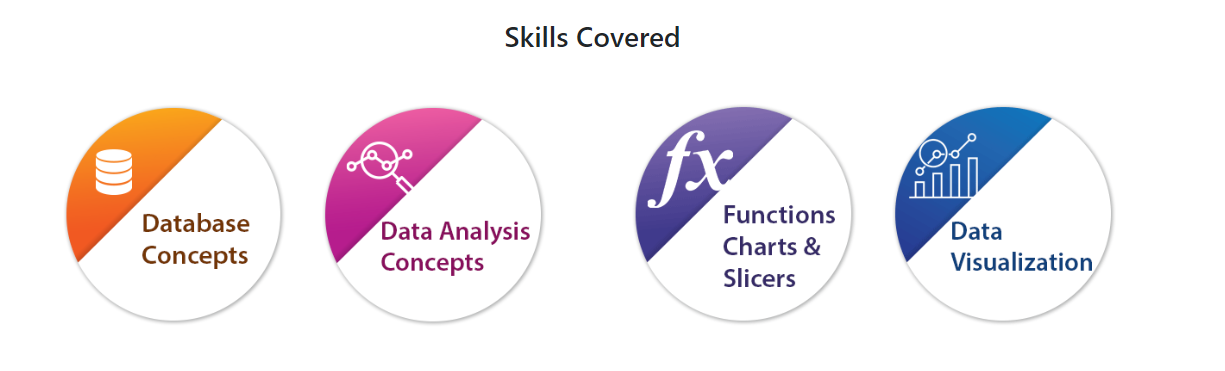 Skills Covered
Database
Concepts
Data Analysis
Concepts
fx
Functions
Charts &
Slicers
Data
Visualization